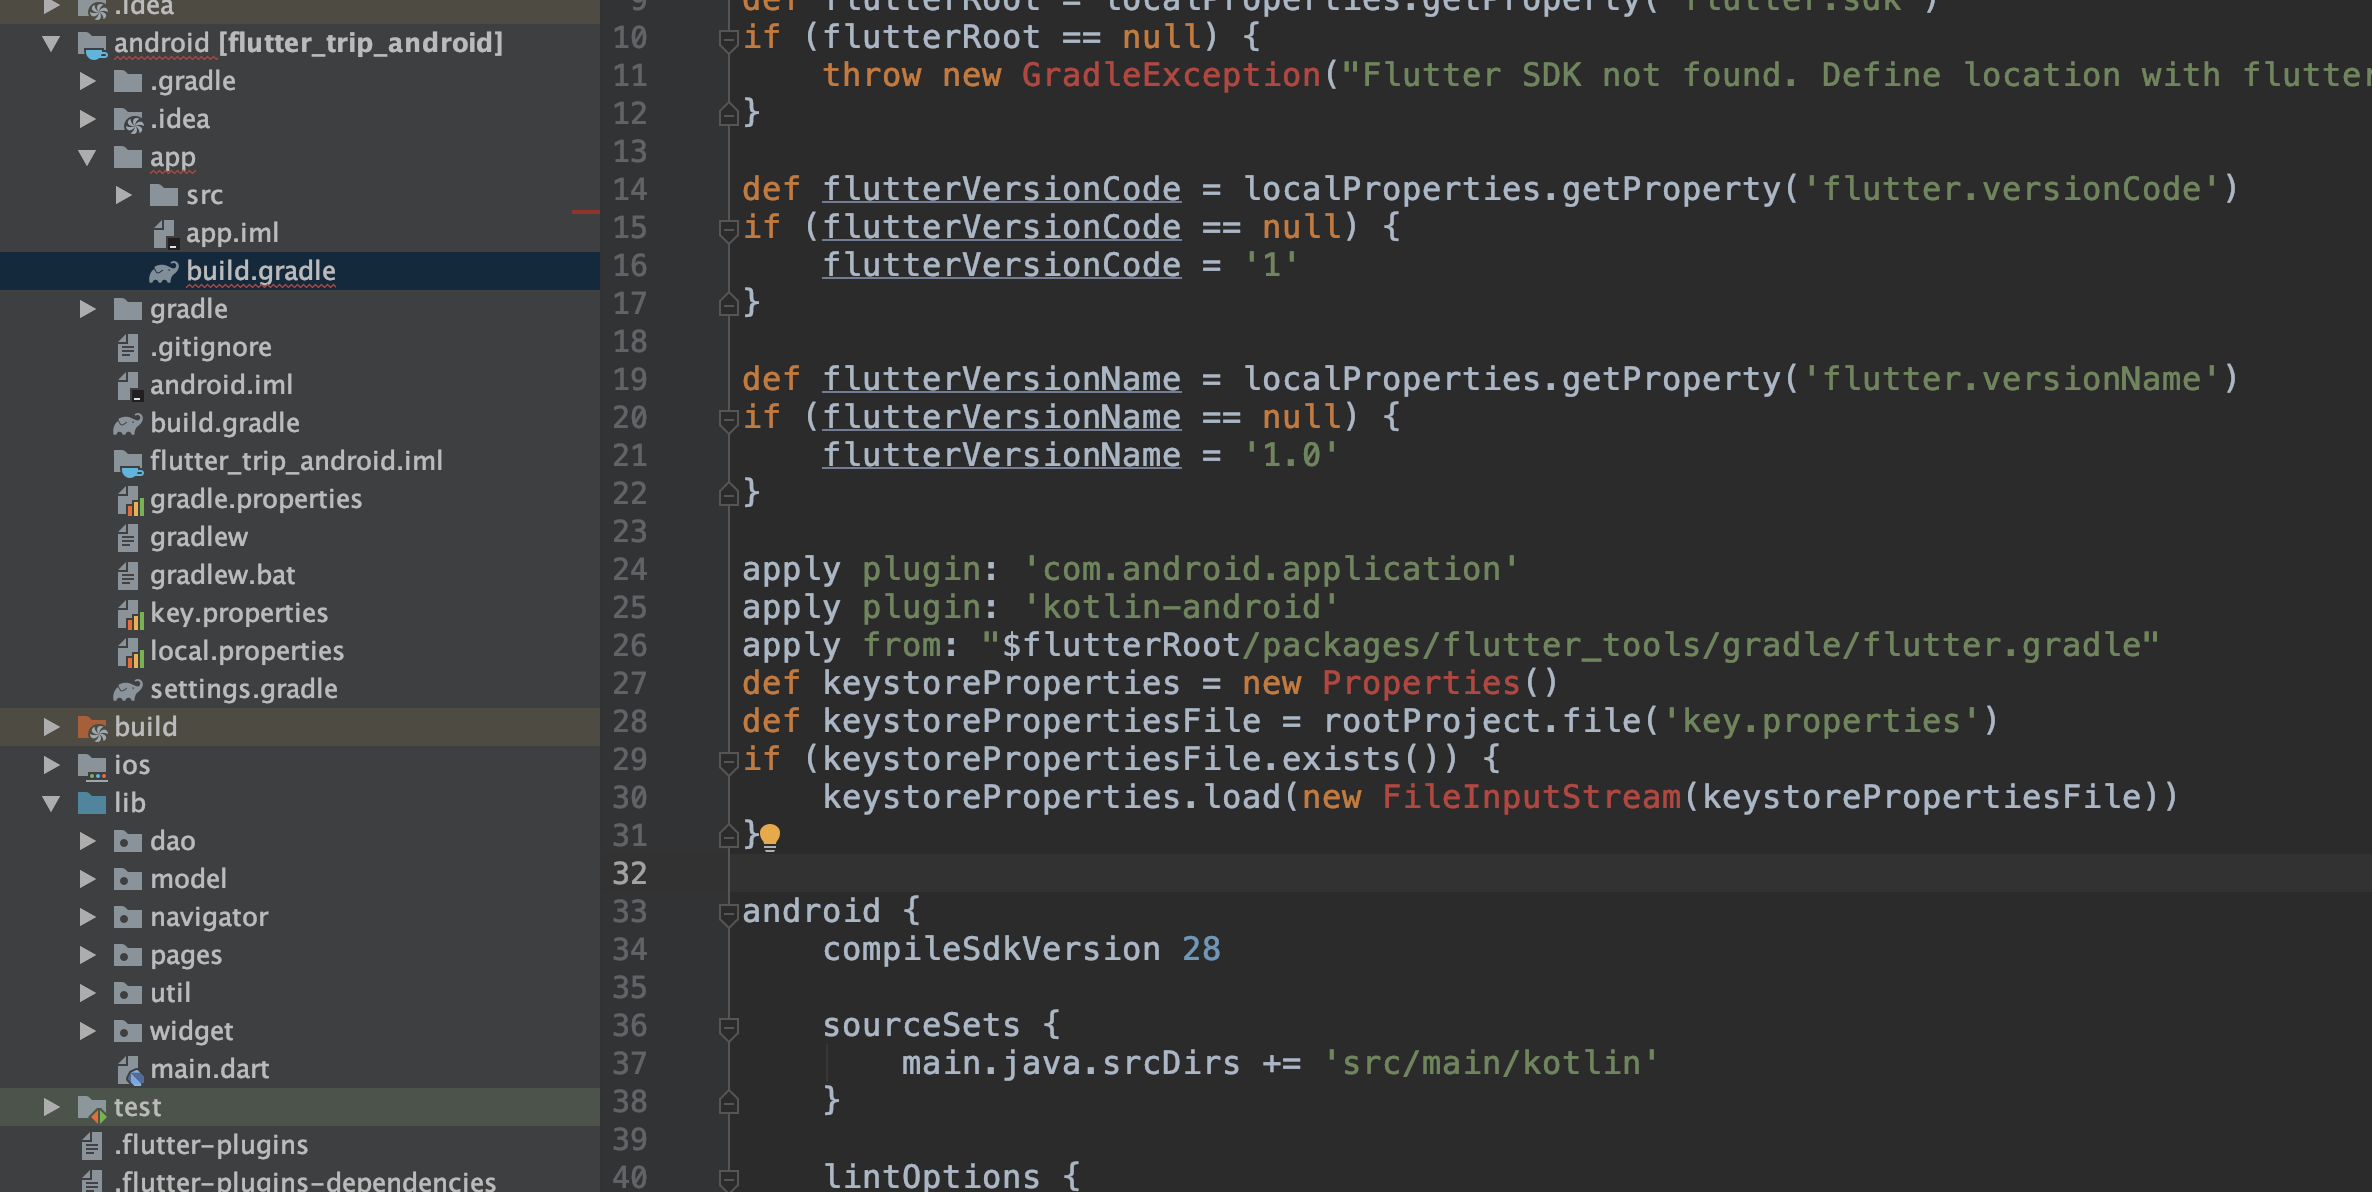 .idea
android [flutter_trip_android]
.gradle
.idea
app
src
app.iml
build.gradle
gradle
.gitignore
android.iml
build.gradle
flutter_trip_android.iml
gradle.properties
gradlew
gradlew.bat
key.properties
local.properties
settings.gradle
build
ios
lib
dao
model
navigator
pages
util
widget
main.dart
test
.flutter-plugins
.flutter-plugins-dependencies
9 def flutterRoot = localProperties.getProperty('flutter.sdk')
10 if (flutterRoot == null) {
11 throw new GradleException("Flutter SDK not found. Define location with flutter
12 }
13
14 def flutterVersionCode = localProperties.getProperty('flutter.versionCode')
15 if (flutterVersionCode == null) {
16 flutterVersionCode = '1'
17 }
18
19 def flutterVersionName = localProperties.getProperty('flutter.versionName')
20 if (flutterVersionName == null) {
21 flutterVersionName = '1.0'
22 }
23
24 apply plugin: 'com.android.application'
25 apply plugin: 'kotlin-android'
26 apply from: "$flutterRoot/packages/flutter_tools/gradle/flutter.gradle"
27 def keystoreProperties = new Properties()
28 def keystorePropertiesFile = rootProject.file('key.properties')
29 if (keystorePropertiesFile.exists()) {
30 keystoreProperties.load(new FileInputStream(keystorePropertiesFile))
31 }
32
33 android {
34 compileSdkVersion 28
35
36 sourceSets {
37 main.java.srcDirs += 'src/main/kotlin'
38 }
39
40 lintOptions {